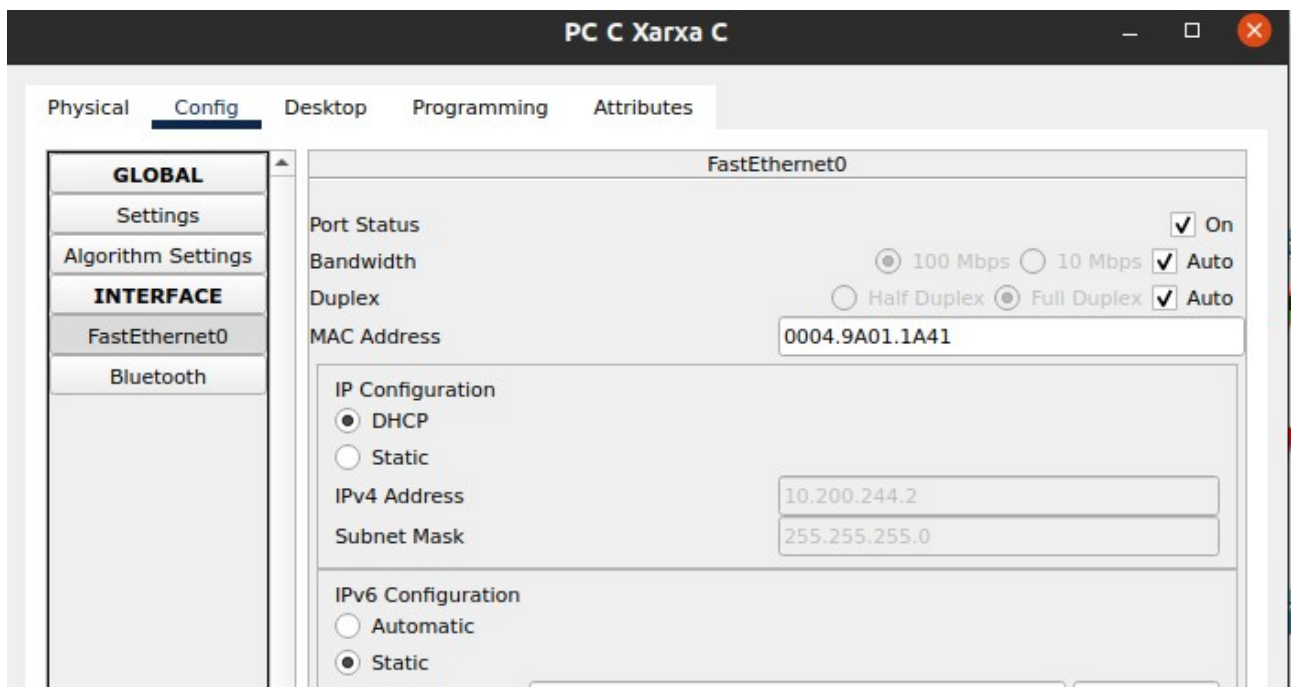 PC C Xarxa C
Physical Config Desktop Programming Attributes
GLOBAL
Settings
Algorithm Settings
INTERFACE
FastEthernet0
Bluetooth
FastEthernet0
Port Status On
Bandwidth 100 Mbps 10 Mbps Auto
Duplex Half Duplex Full Duplex Auto
MAC Address 0004.9A01.1A41
IP Configuration
DHCP
Static
IPv4 Address 10.200.244.2
Subnet Mask 255.255.255.0
IPv6 Configuration
Automatic
Static